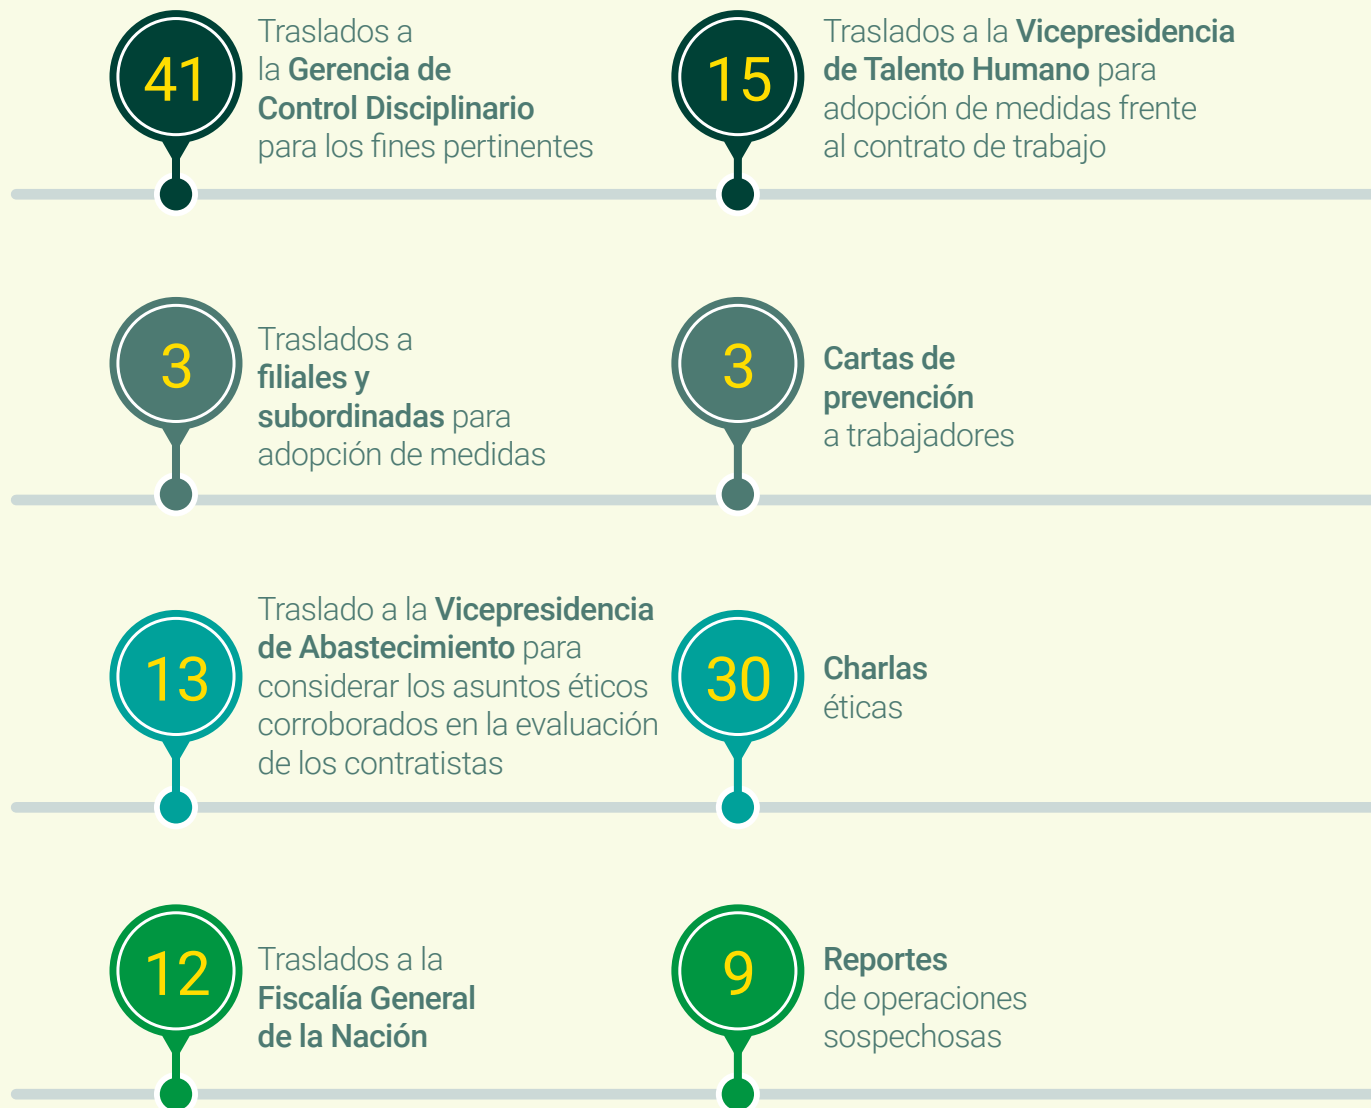 41
Traslados a
la Gerencia de
Control Disciplinario
para los fines pertinentes
15
Traslados a la Vicepresidencia
de Talento Humano para
adopción de medidas frente
al contrato de trabajo
3
Traslados a
filiales y
subordinadas para
adopción de medidas
3
Cartas de
prevención
a trabajadores
13
Traslado a la Vicepresidencia
de Abastecimiento para
considerar los asuntos éticos
corroborados en la evaluación
de los contratistas
30
Charlas
éticas
12
Traslados a la
Fiscalía General
de la Nación
9
Reportes
de operaciones
sospechosas